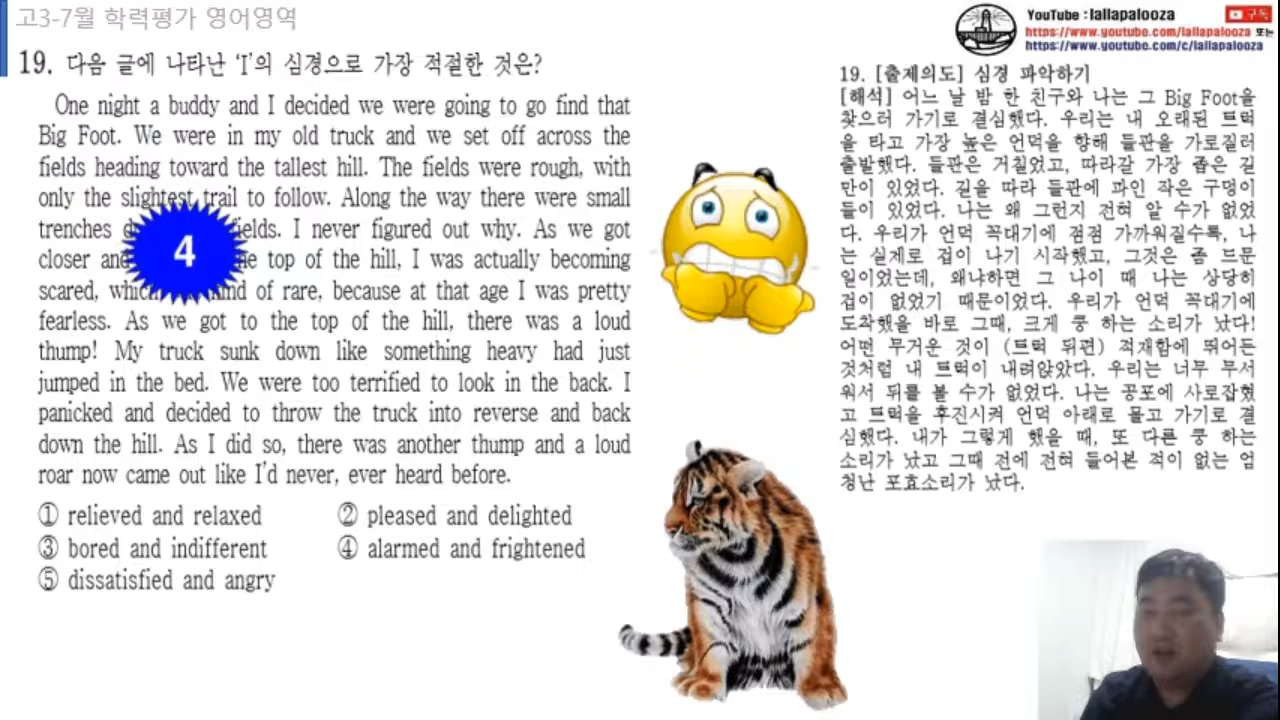 고3-7월 학력평가 영어영역
YouTube : lallapalooza
구독
https://www.youtube.com/lallapalooza 또는
https://www.youtube.com/c/lallapalooza
19. 다음 글에 나타난 ‘I’의 심경으로 가장 적절한 것은?
One night a buddy and I decided we were going to go find that
Big Foot. We were in my old truck and we set off across the
fields heading toward the tallest hill. The fields were rough, with
only the slightest trail to follow. Along the way there were small
trenches fields. I never figured out why. As we got
closer and the top of the hill, I was actually becoming
scared, which kind of rare, because at that age I was pretty
fearless. As we got to the top of the hill, there was a loud
thump! My truck sunk down like something heavy had just
jumped in the bed. We were too terrified to look in the back. I
panicked and decided to throw the truck into reverse and back
down the hill. As I did so, there was another thump and a loud
roar now came out like I'd never, ever heard before.
4
① relieved and relaxed
② pleased and delighted
③ bored and indifferent
④ alarmed and frightened
⑤ dissatisfied and angry
19. [출제의도] 심경 파악하기
[해석] 어느 날 밤 한 친구와 나는 그 Big Foot을
찾으러 가기로 결심했다. 우리는 내 오래된 트럭
을 타고 가장 높은 언덕을 향해 들판을 가로질러
출발했다. 들판은 거칠었고, 따라갈 가장 좁은 길
만이 있었다. 길을 따라 들판에 파인 작은 구덩이
들이 있었다. 나는 왜 그런지 전혀 알 수가 없었
다. 우리가 언덕 꼭대기에 점점 가까워질수록, 나
는 실제로 겁이 나기 시작했고, 그것은 좀 드문
일이었는데, 왜냐하면 그 나이 때 나는 상당히
겁이 없었기 때문이었다. 우리가 언덕 꼭대기에
도착했을 바로 그때, 크게 쿵 하는 소리가 났다!
어떤 무거운 것이 (트럭 뒤편) 적재함에 뛰어든
것처럼 내 트럭이 내려앉았다. 우리는 너무 무서
워서 뒤를 볼 수가 없었다. 나는 공포에 사로잡혔
고 트럭을 후진시켜 언덕 아래로 몰고 가기로 결
심했다. 내가 그렇게 했을 때, 또 다른 쿵 하는
소리가 났고 그때 전에 전혀 들어본 적이 없는 엄
청난 포효소리가 났다.